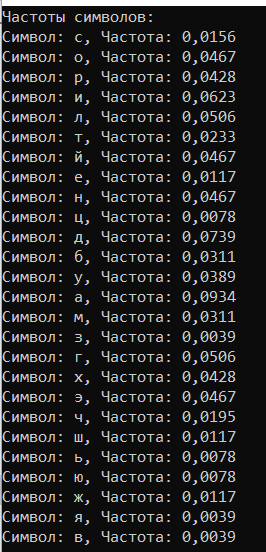 Частоты символов:
Символ: с, Частота: 0,0156
Символ: о, Частота: 0,0467
Символ: р, Частота: 0,0428
Символ: и, Частота: 0,0623
Символ: л, Частота: 0,0506
Символ: т, Частота: 0,0233
Символ: й, Частота: 0,0467
Символ: е, Частота: 0,0117
Символ: н, Частота: 0,0467
Символ: ц, Частота: 0,0078
Символ: д, Частота: 0,0739
Символ: б, Частота: 0,0311
Символ: у, Частота: 0,0389
Символ: а, Частота: 0,0934
Символ: м, Частота: 0,0311
Символ: з, Частота: 0,0039
Символ: г, Частота: 0,0506
Символ: х, Частота: 0,0428
Символ: э, Частота: 0,0467
Символ: ч, Частота: 0,0195
Символ: ш, Частота: 0,0117
Символ: ь, Частота: 0,0078
Символ: ю, Частота: 0,0078
Символ: ж, Частота: 0,0117
Символ: я, Частота: 0,0039
Символ: в, Частота: 0,0039